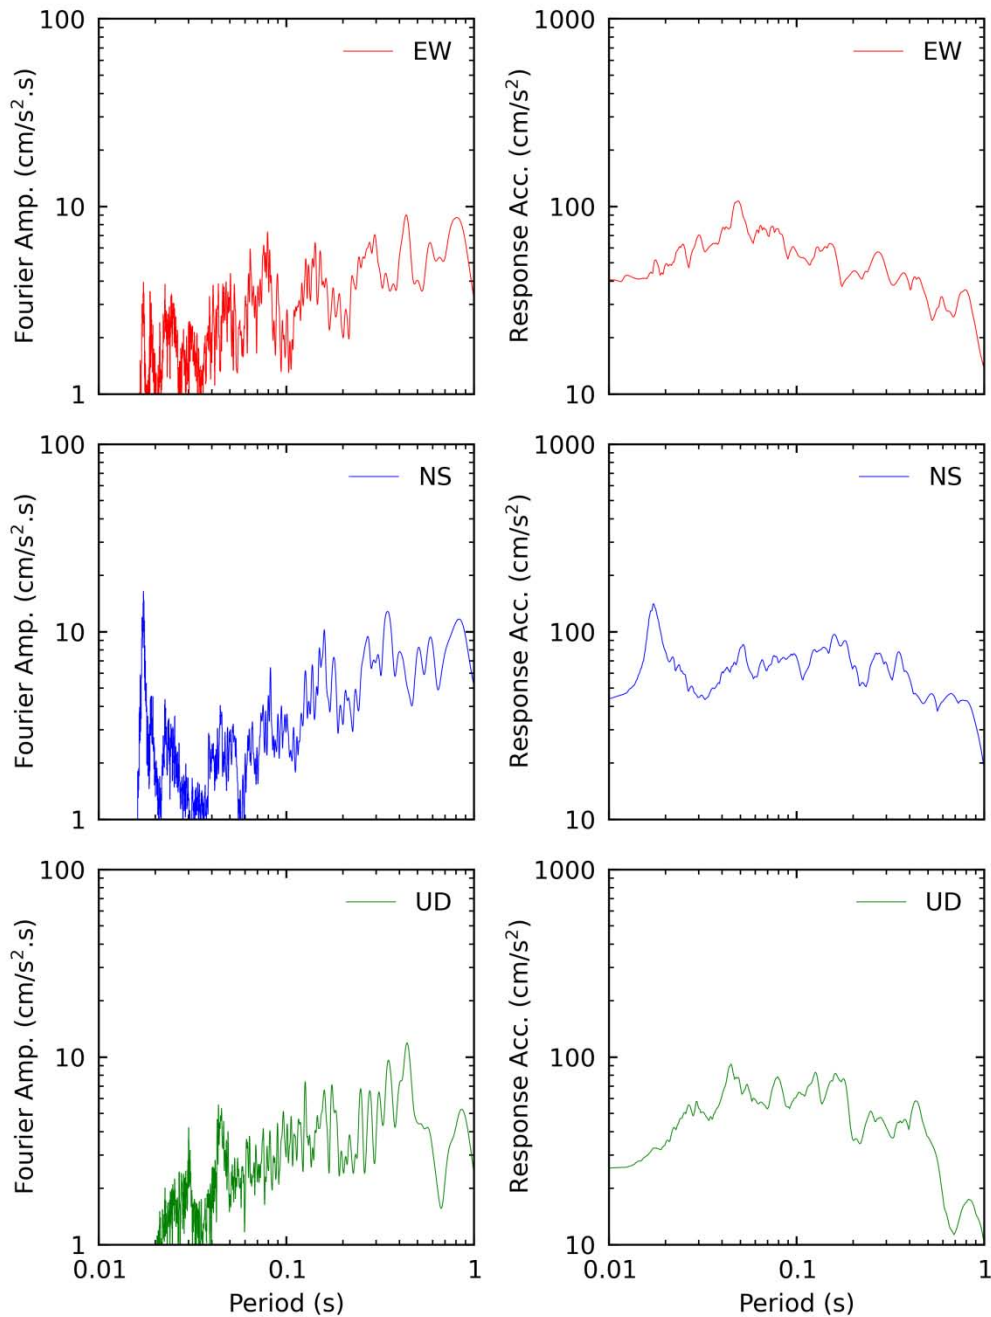 100
10
1
Fourier Amp. (cm/s².s)
EW
1000
100
10
Response Acc. (cm/s²)
EW
100
10
1
Fourier Amp. (cm/s².s)
NS
1000
100
10
Response Acc. (cm/s²)
NS
100
10
1
Fourier Amp. (cm/s².s)
UD
0.01 0.1 1
Period (s)
1000
100
10
Response Acc. (cm/s²)
UD
0.01 0.1 1
Period (s)